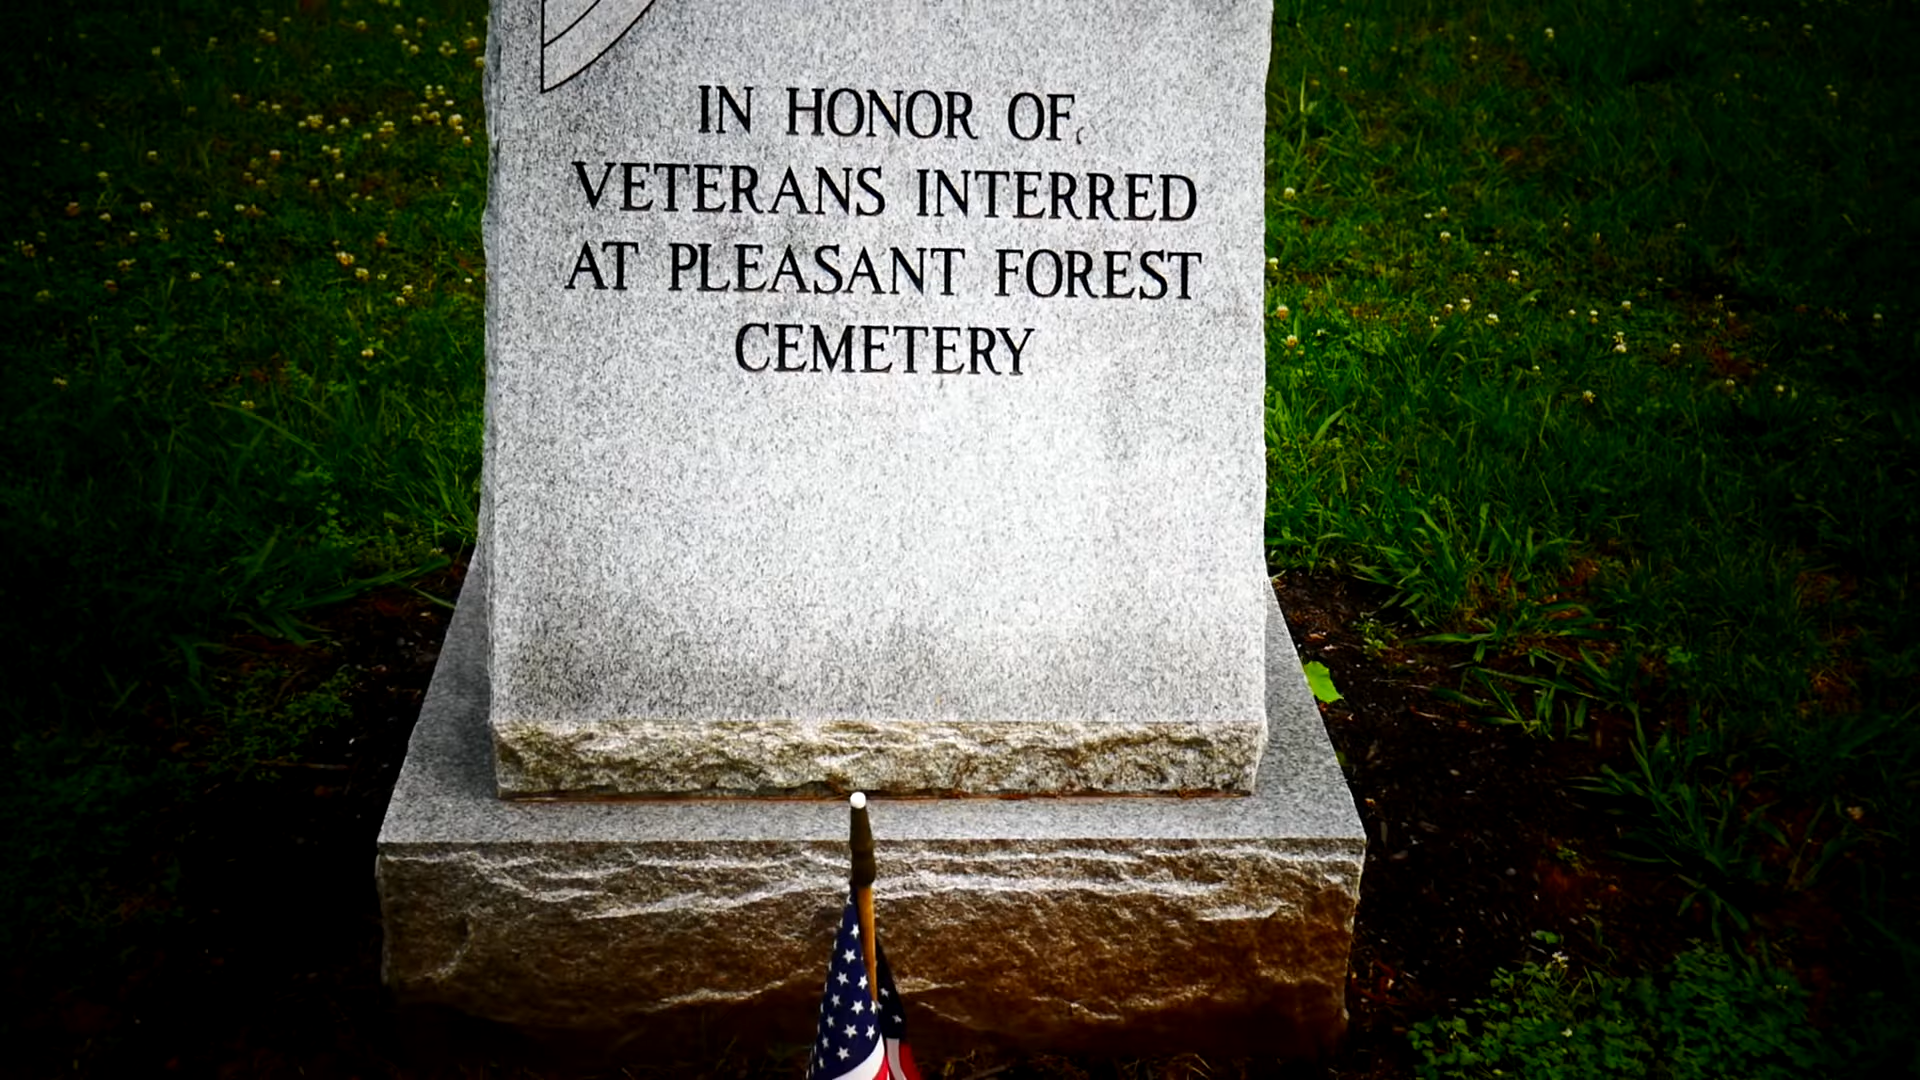 IN HONOR OF
VETERANS INTERRED
AT PLEASANT FOREST
CEMETERY